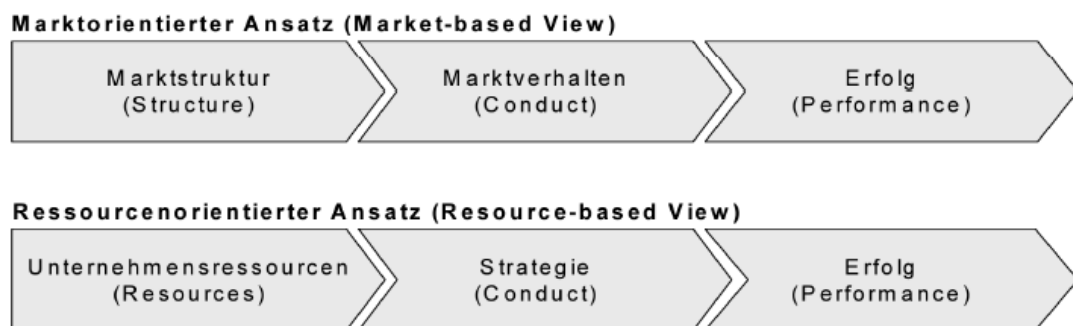 Marktorientierter Ansatz (Market-based View)
Marktstruktur
(Structure)
Marktverhalten
(Conduct)
Erfolg
(Performance)
Ressourcenorientierter Ansatz (Resource-based View)
Unternehmensressourcen
(Resources)
Strategie
(Conduct)
Erfolg
(Performance)